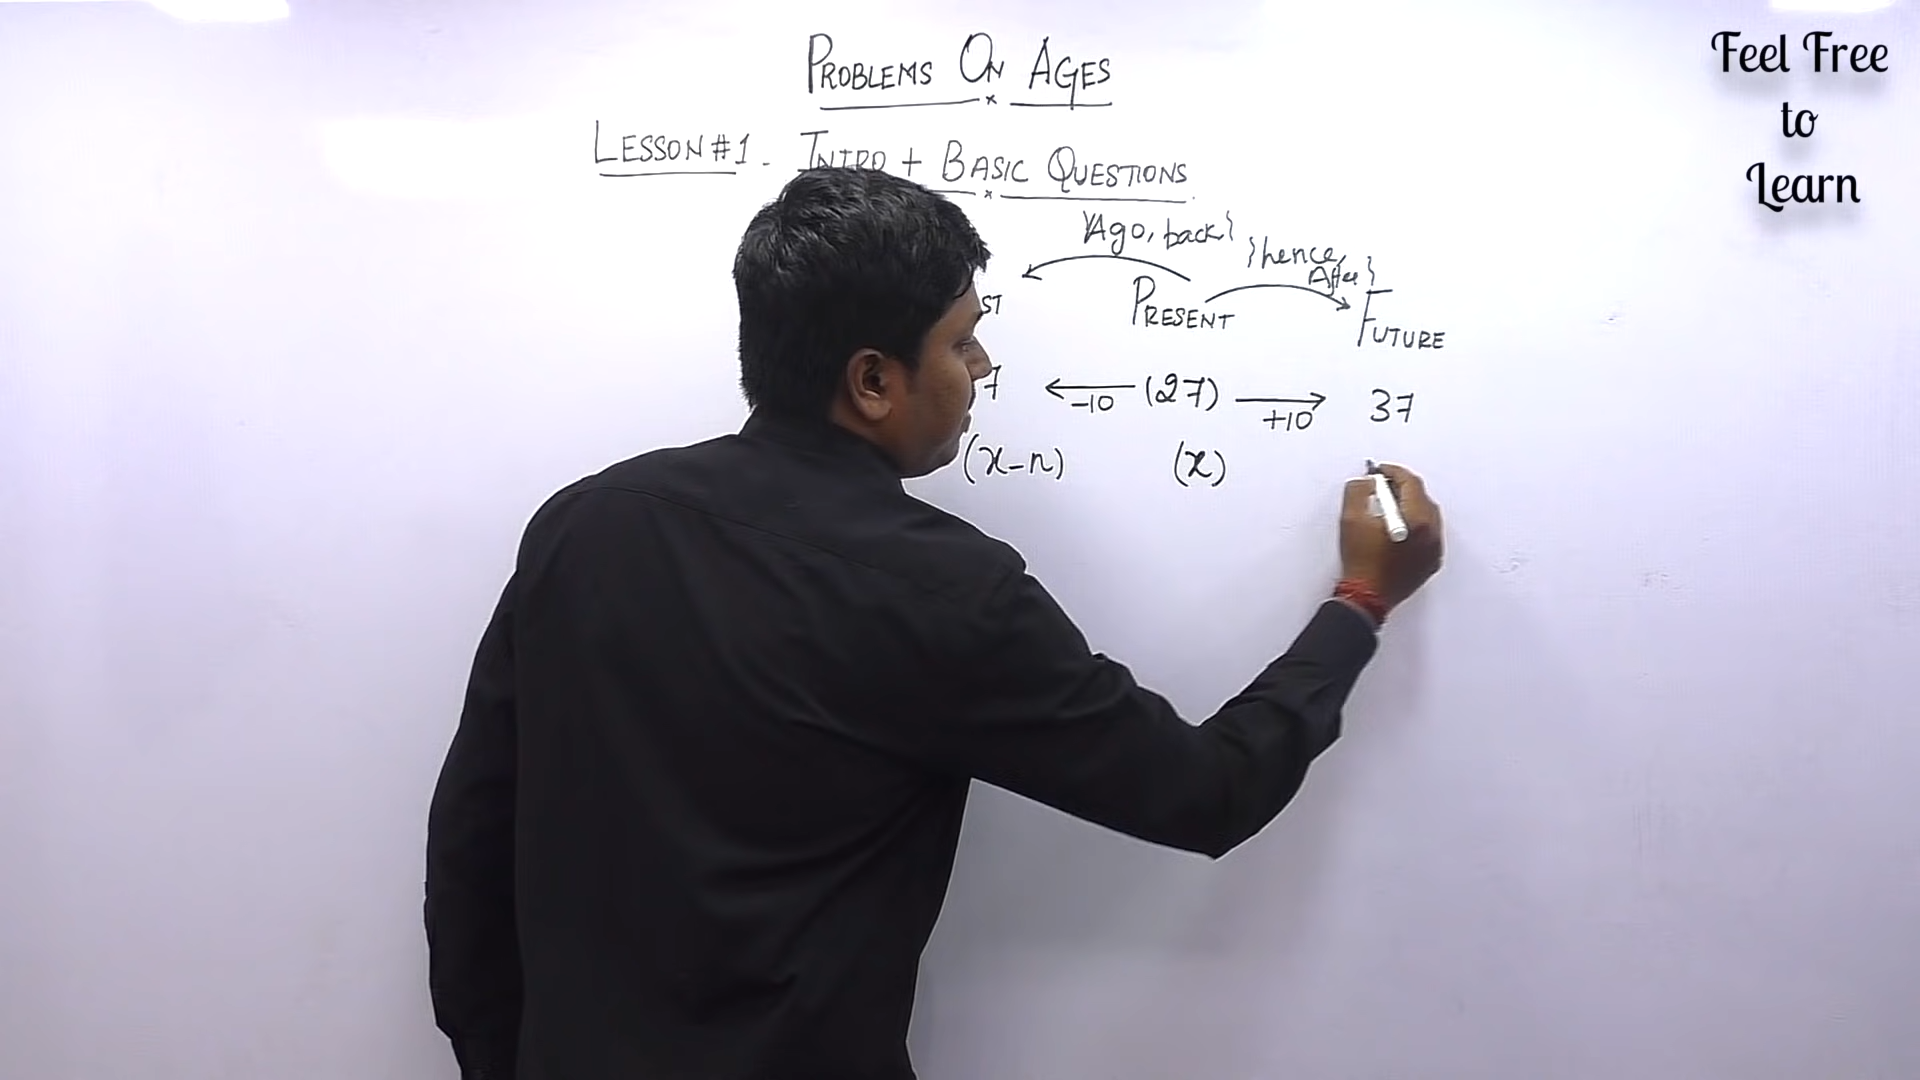 PROBLEMS ON AGES
LESSON #1 - INTRO + BASIC QUESTIONS
{Ago, back}
{hence, After}
PRESENT
FUTURE
7 ← -10 (27) → +10 37
(x-n) (x)
Feel Free
to
Learn